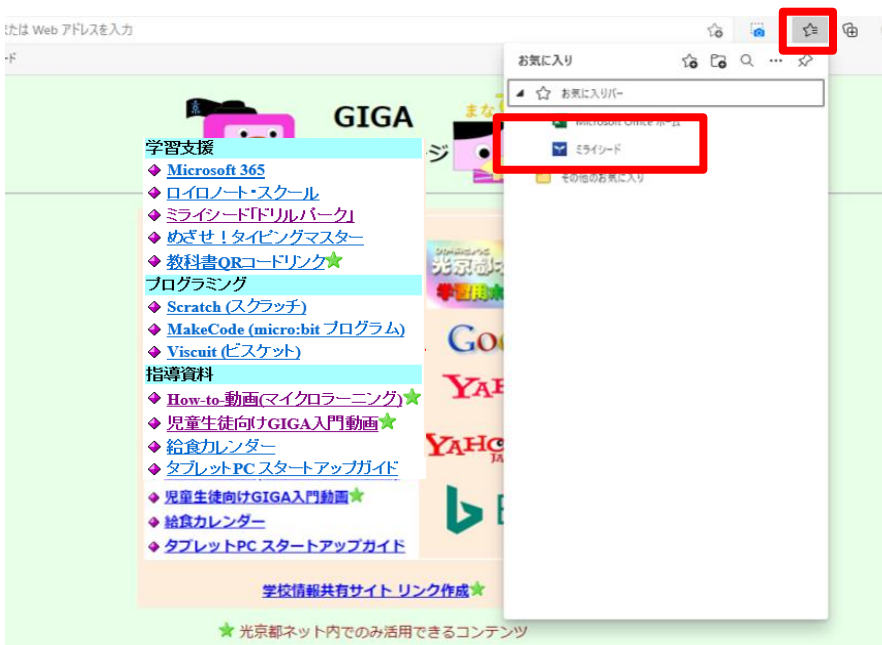 または Web アドレスを入力
お気に入り
お気に入りバー
Microsoft Office ホーム
ミライシード
その他のお気に入り
GIGA
まな
ジ
学習支援
Microsoft 365
ロイロノート・スクール
ミライシード「ドリルパーク」
めざせ！タイピングマスター
教科書QRコードリンク
プログラミング
Scratch (スクラッチ)
MakeCode (micro:bit プログラム)
Viscuit (ビスケット)
指導資料
How-to-動画(マイクロラーニング)
児童生徒向けGIGA入門動画
給食カレンダー
タブレットPC スタートアップガイド
児童生徒向けGIGA入門動画
給食カレンダー
タブレットPC スタートアップガイド
学習用
Goo
YAH
YAHO
JA
学校情報共有サイト リンク作成
光京都ネット内でのみ活用できるコンテンツ